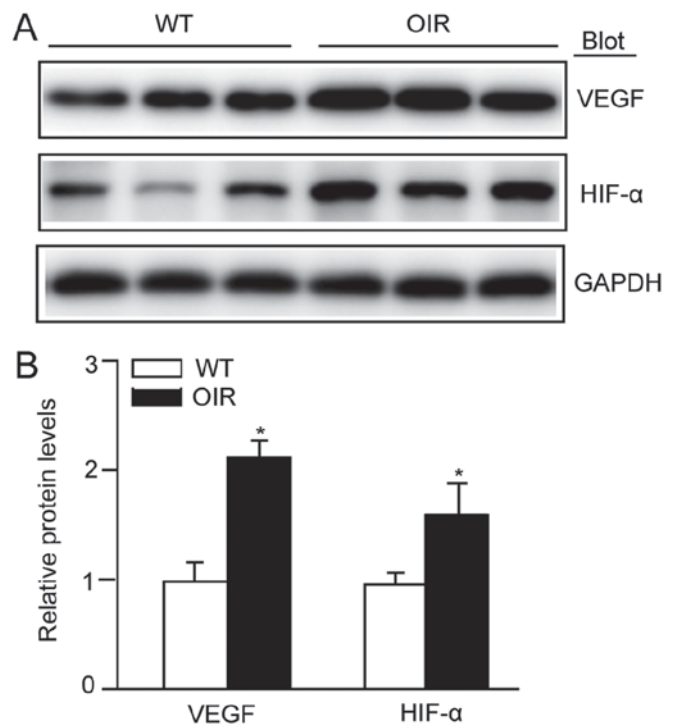 A
WT OIR
Blot
VEGF
HIF-α
GAPDH
B
3
WT
OIR
*
*
2
1
0
Relative protein levels
VEGF HIF-α